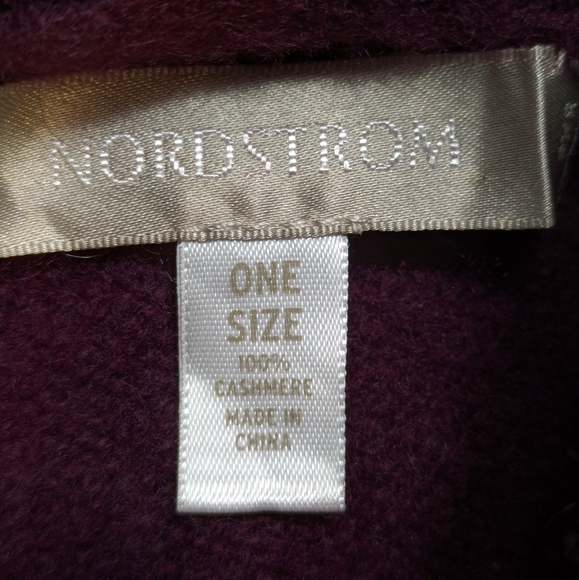 NORDSTROM
ONE
SIZE
100%
CASHMERE
MADE IN
CHINA